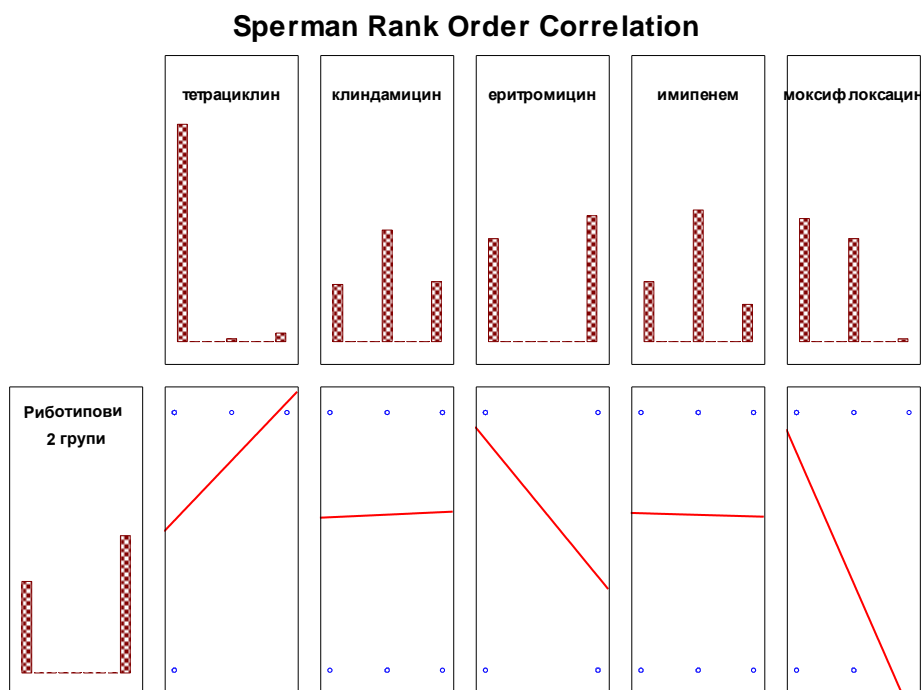 Sperman Rank Order Correlation
тетрациклин
клиндамицин
еритромицин
имипенем
моксифлоксацин
Риботипови
2 групи